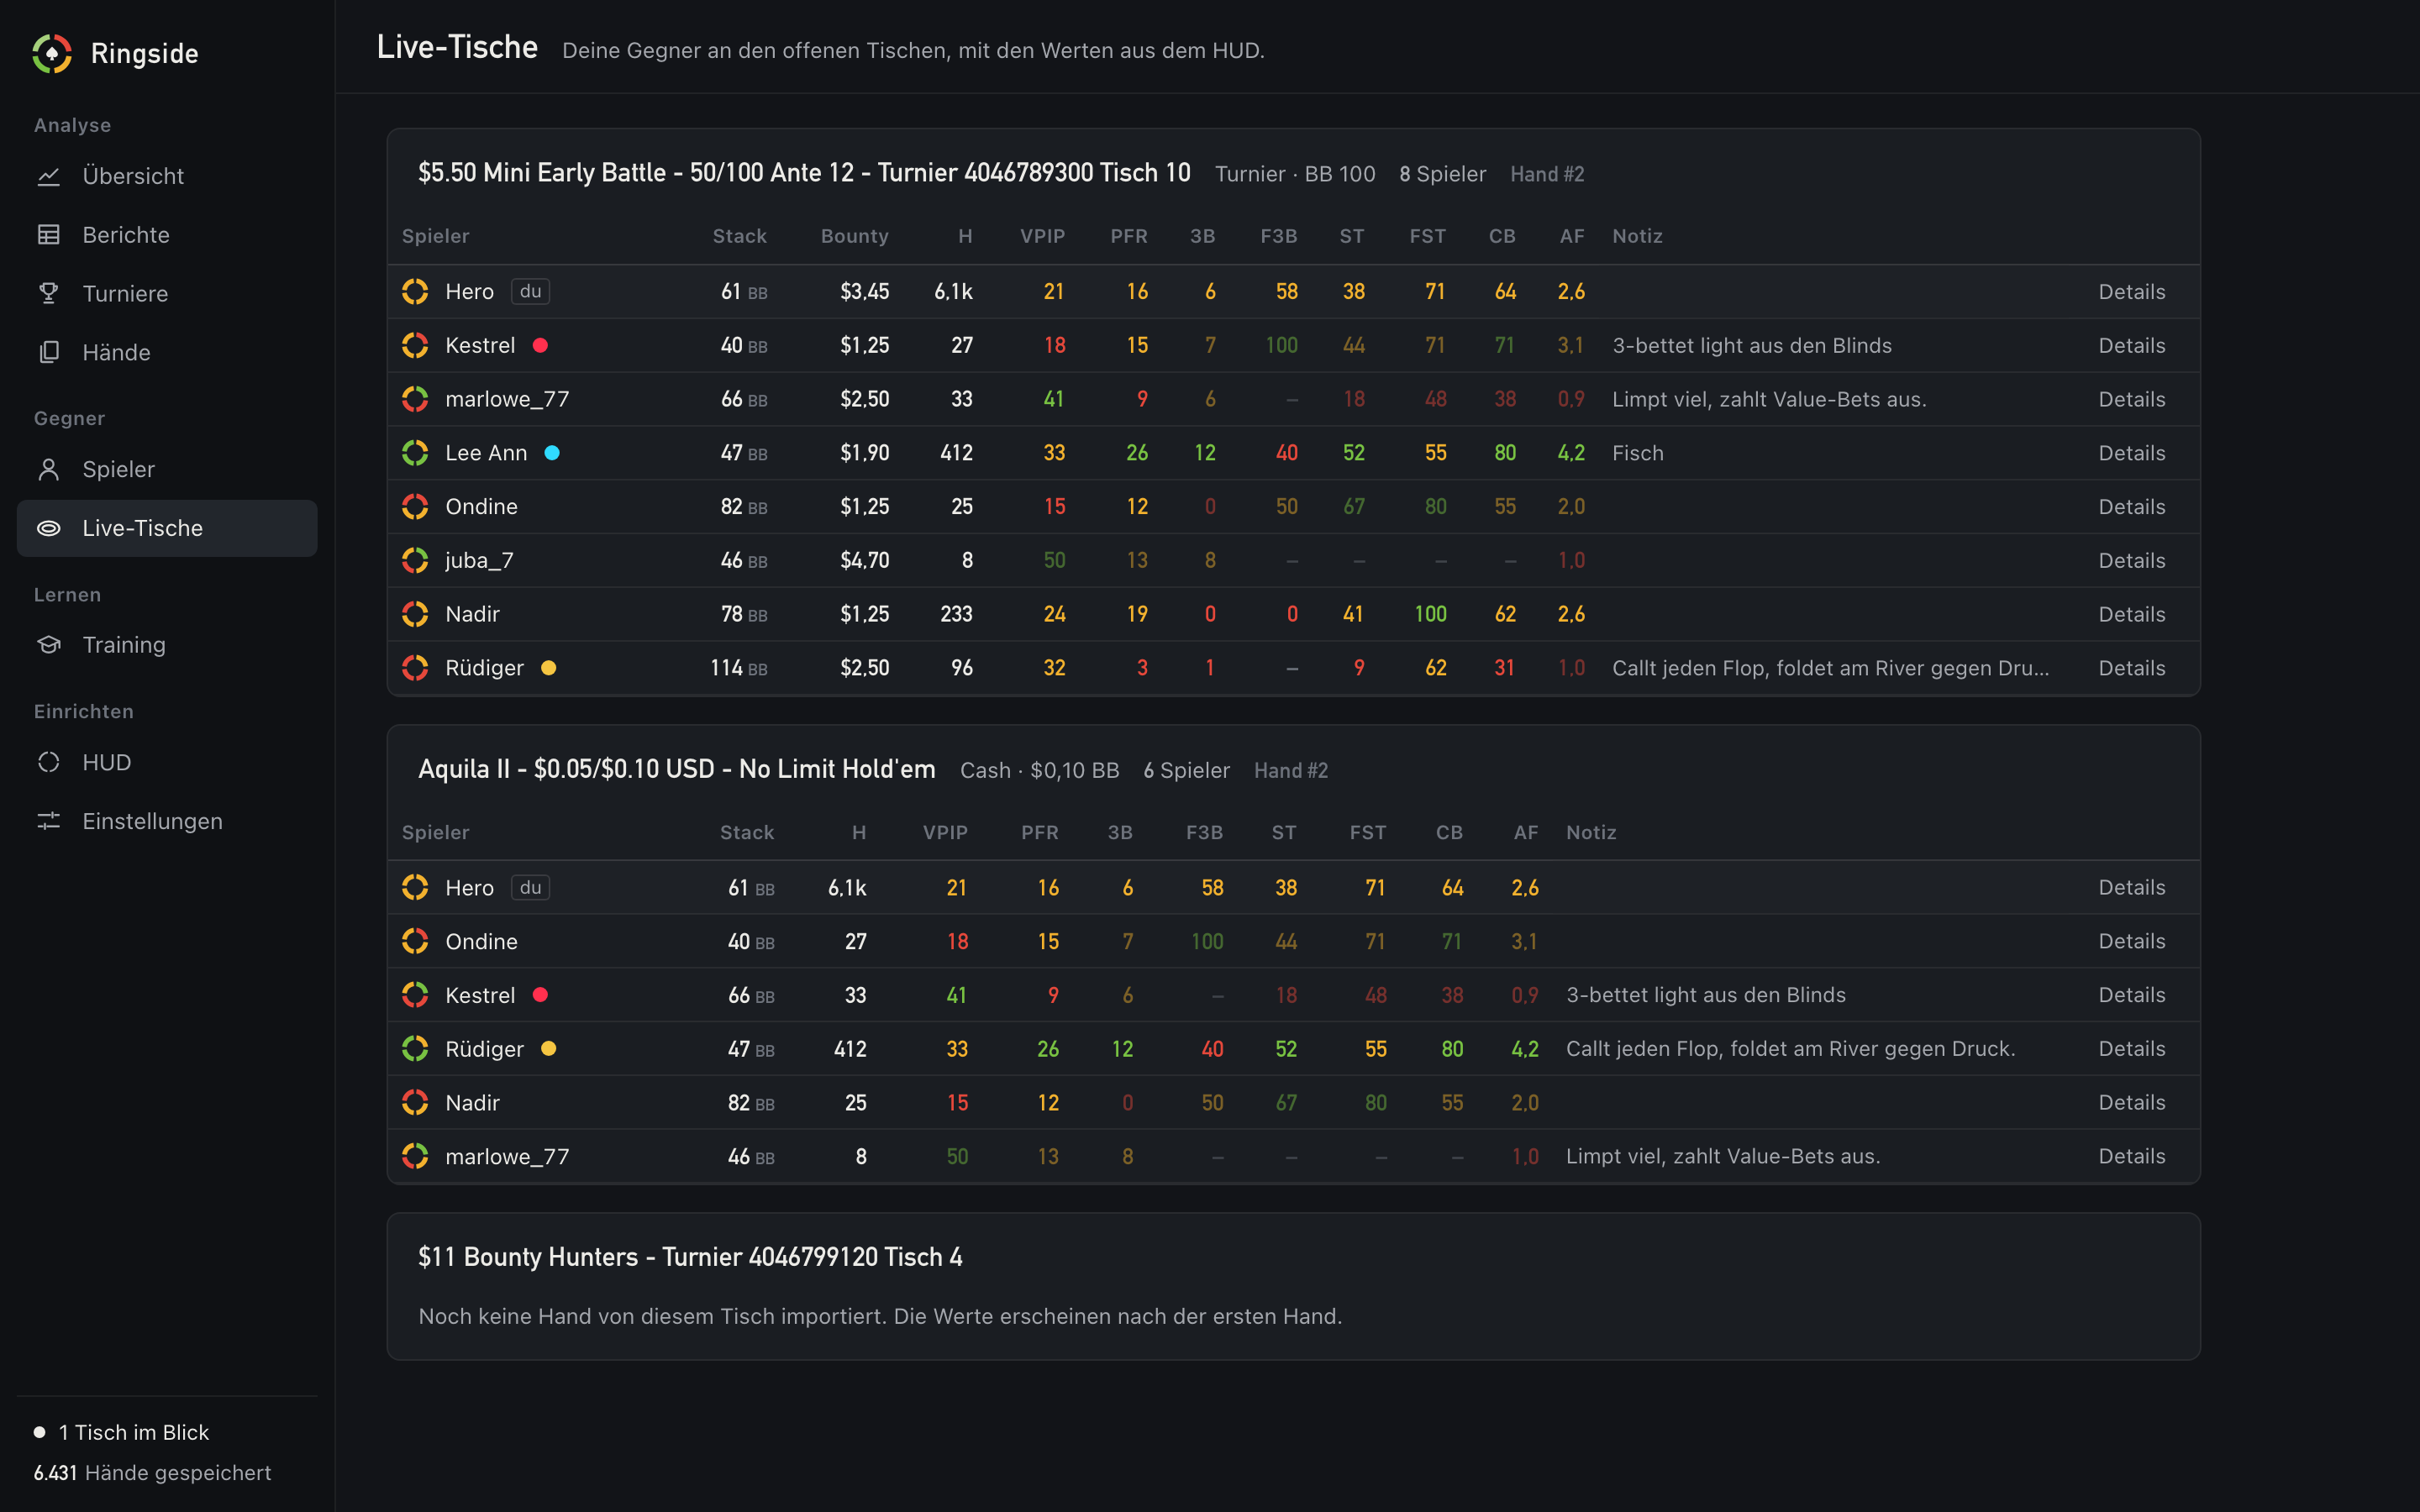 Ringside
Analyse
Übersicht
Berichte
Turniere
Hände
Gegner
Spieler
Live-Tische
Lernen
Training
Einrichten
HUD
Einstellungen
1 Tisch im Blick
6.431 Hände gespeichert
Live-Tische Deine Gegner an den offenen Tischen, mit den Werten aus dem HUD.
$5.50 Mini Early Battle - 50/100 Ante 12 - Turnier 4046789300 Tisch 10 Turnier · BB 100 8 Spieler Hand #2
Spieler Stack Bounty H VPIP PFR 3B F3B ST FST CB AF Notiz
Hero du 61 BB $3,45 6,1k 21 16 6 58 38 71 64 2,6 Details
Kestrel 40 BB $1,25 27 18 15 7 100 44 71 71 3,1 3-bettet light aus den Blinds Details
marlowe_77 66 BB $2,50 33 41 9 6 – 18 48 38 0,9 Limpt viel, zahlt Value-Bets aus. Details
Lee Ann 47 BB $1,90 412 33 26 12 40 52 55 80 4,2 Fisch Details
Ondine 82 BB $1,25 25 15 12 0 50 67 80 55 2,0 Details
juba_7 46 BB $4,70 8 50 13 8 – – – – 1,0 Details
Nadir 78 BB $1,25 233 24 19 0 0 41 100 62 2,6 Details
Rüdiger 114 BB $2,50 96 32 3 1 – 9 62 31 1,0 Callt jeden Flop, foldet am River gegen Dru... Details
Aquila II - $0.05/$0.10 USD - No Limit Hold'em Cash · $0,10 BB 6 Spieler Hand #2
Spieler Stack H VPIP PFR 3B F3B ST FST CB AF Notiz
Hero du 61 BB 6,1k 21 16 6 58 38 71 64 2,6 Details
Ondine 40 BB 27 18 15 7 100 44 71 71 3,1 Details
Kestrel 66 BB 33 41 9 6 – 18 48 38 0,9 3-bettet light aus den Blinds Details
Rüdiger 47 BB 412 33 26 12 40 52 55 80 4,2 Callt jeden Flop, foldet am River gegen Druck. Details
Nadir 82 BB 25 15 12 0 50 67 80 55 2,0 Details
marlowe_77 46 BB 8 50 13 8 – – – – 1,0 Limpt viel, zahlt Value-Bets aus. Details
$11 Bounty Hunters - Turnier 4046799120 Tisch 4
Noch keine Hand von diesem Tisch importiert. Die Werte erscheinen nach der ersten Hand.